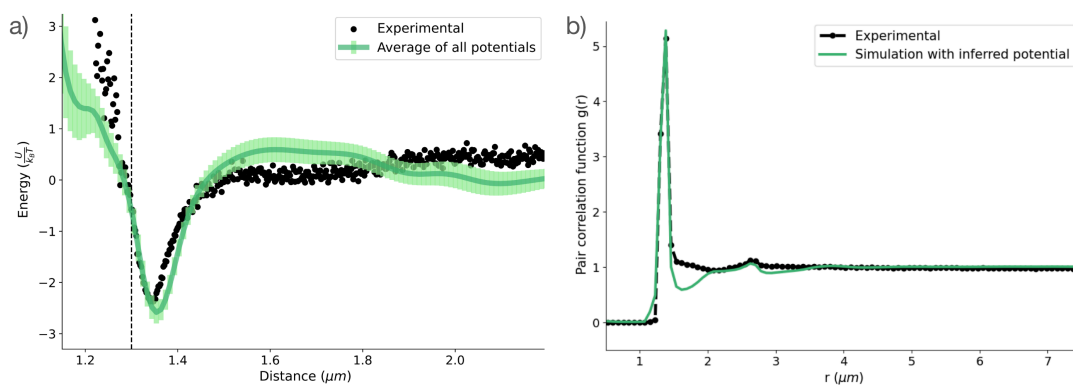 a)
Experimental
Average of all potentials
Energy (U/k_BT)
3
2
1
0
−1
−2
−3
1.2 1.4 1.6 1.8 2.0
Distance (μm)
b)
Experimental
Simulation with inferred potential
Pair correlation function g(r)
5
4
3
2
1
0
1 2 3 4 5 6 7
r (μm)